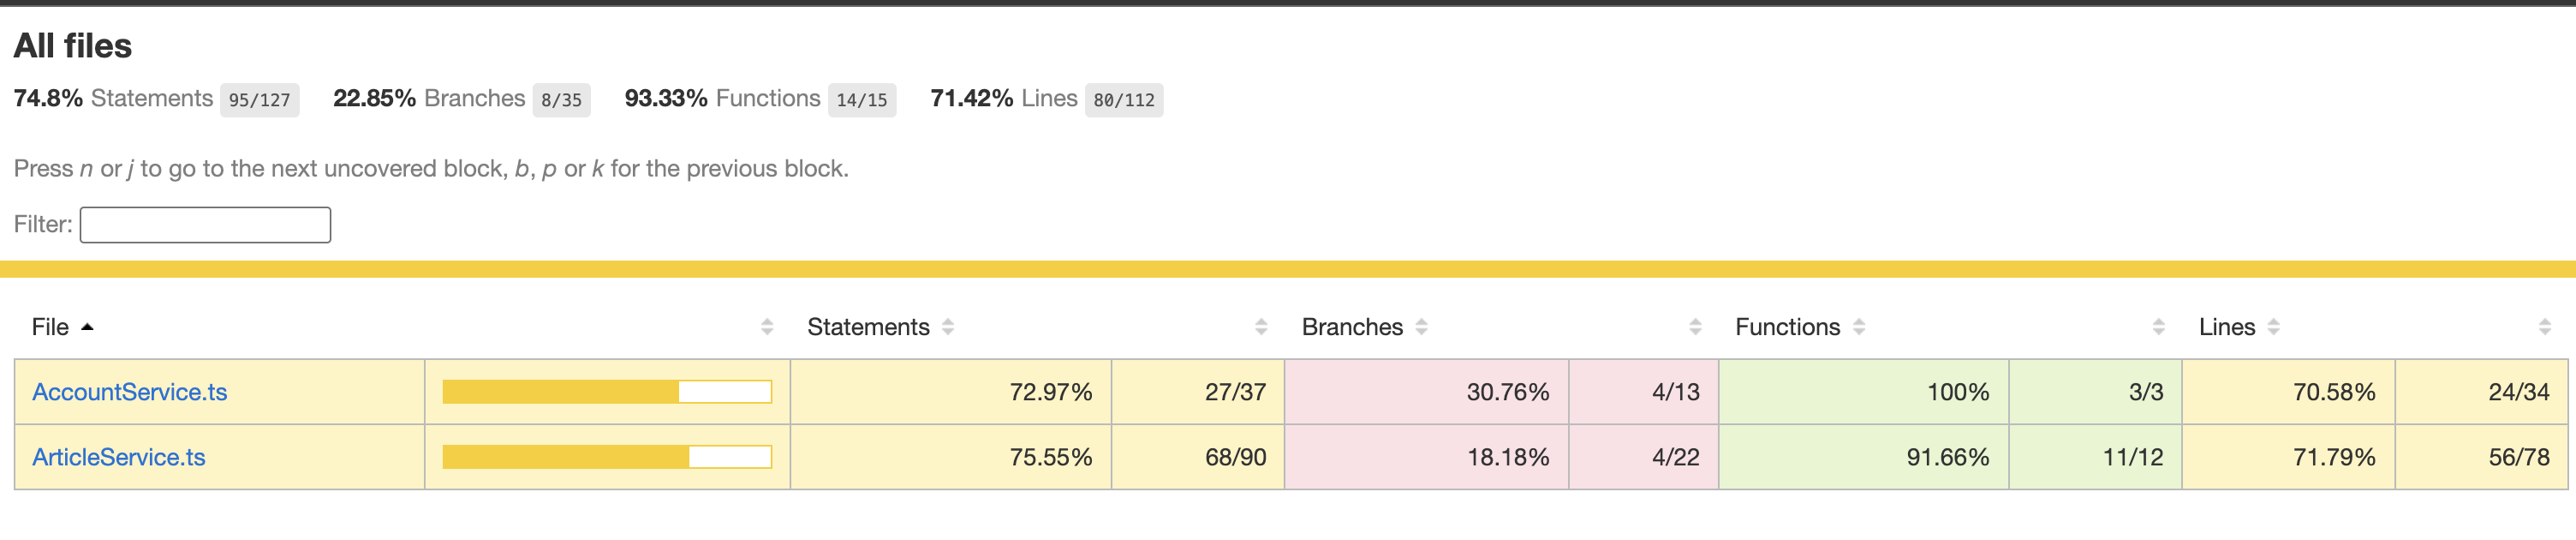 All files
74.8% Statements 95/127 22.85% Branches 8/35 93.33% Functions 14/15 71.42% Lines 80/112
Press n or j to go to the next uncovered block, b, p or k for the previous block.
Filter:
File Statements Branches Functions Lines
AccountService.ts 72.97% 27/37 30.76% 4/13 100% 3/3 70.58% 24/34
ArticleService.ts 75.55% 68/90 18.18% 4/22 91.66% 11/12 71.79% 56/78